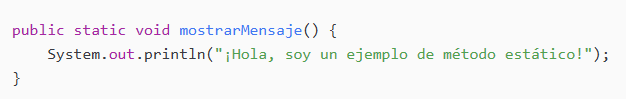 public static void mostrarMensaje() {
    System.out.println("¡Hola, soy un ejemplo de método estático!");
}